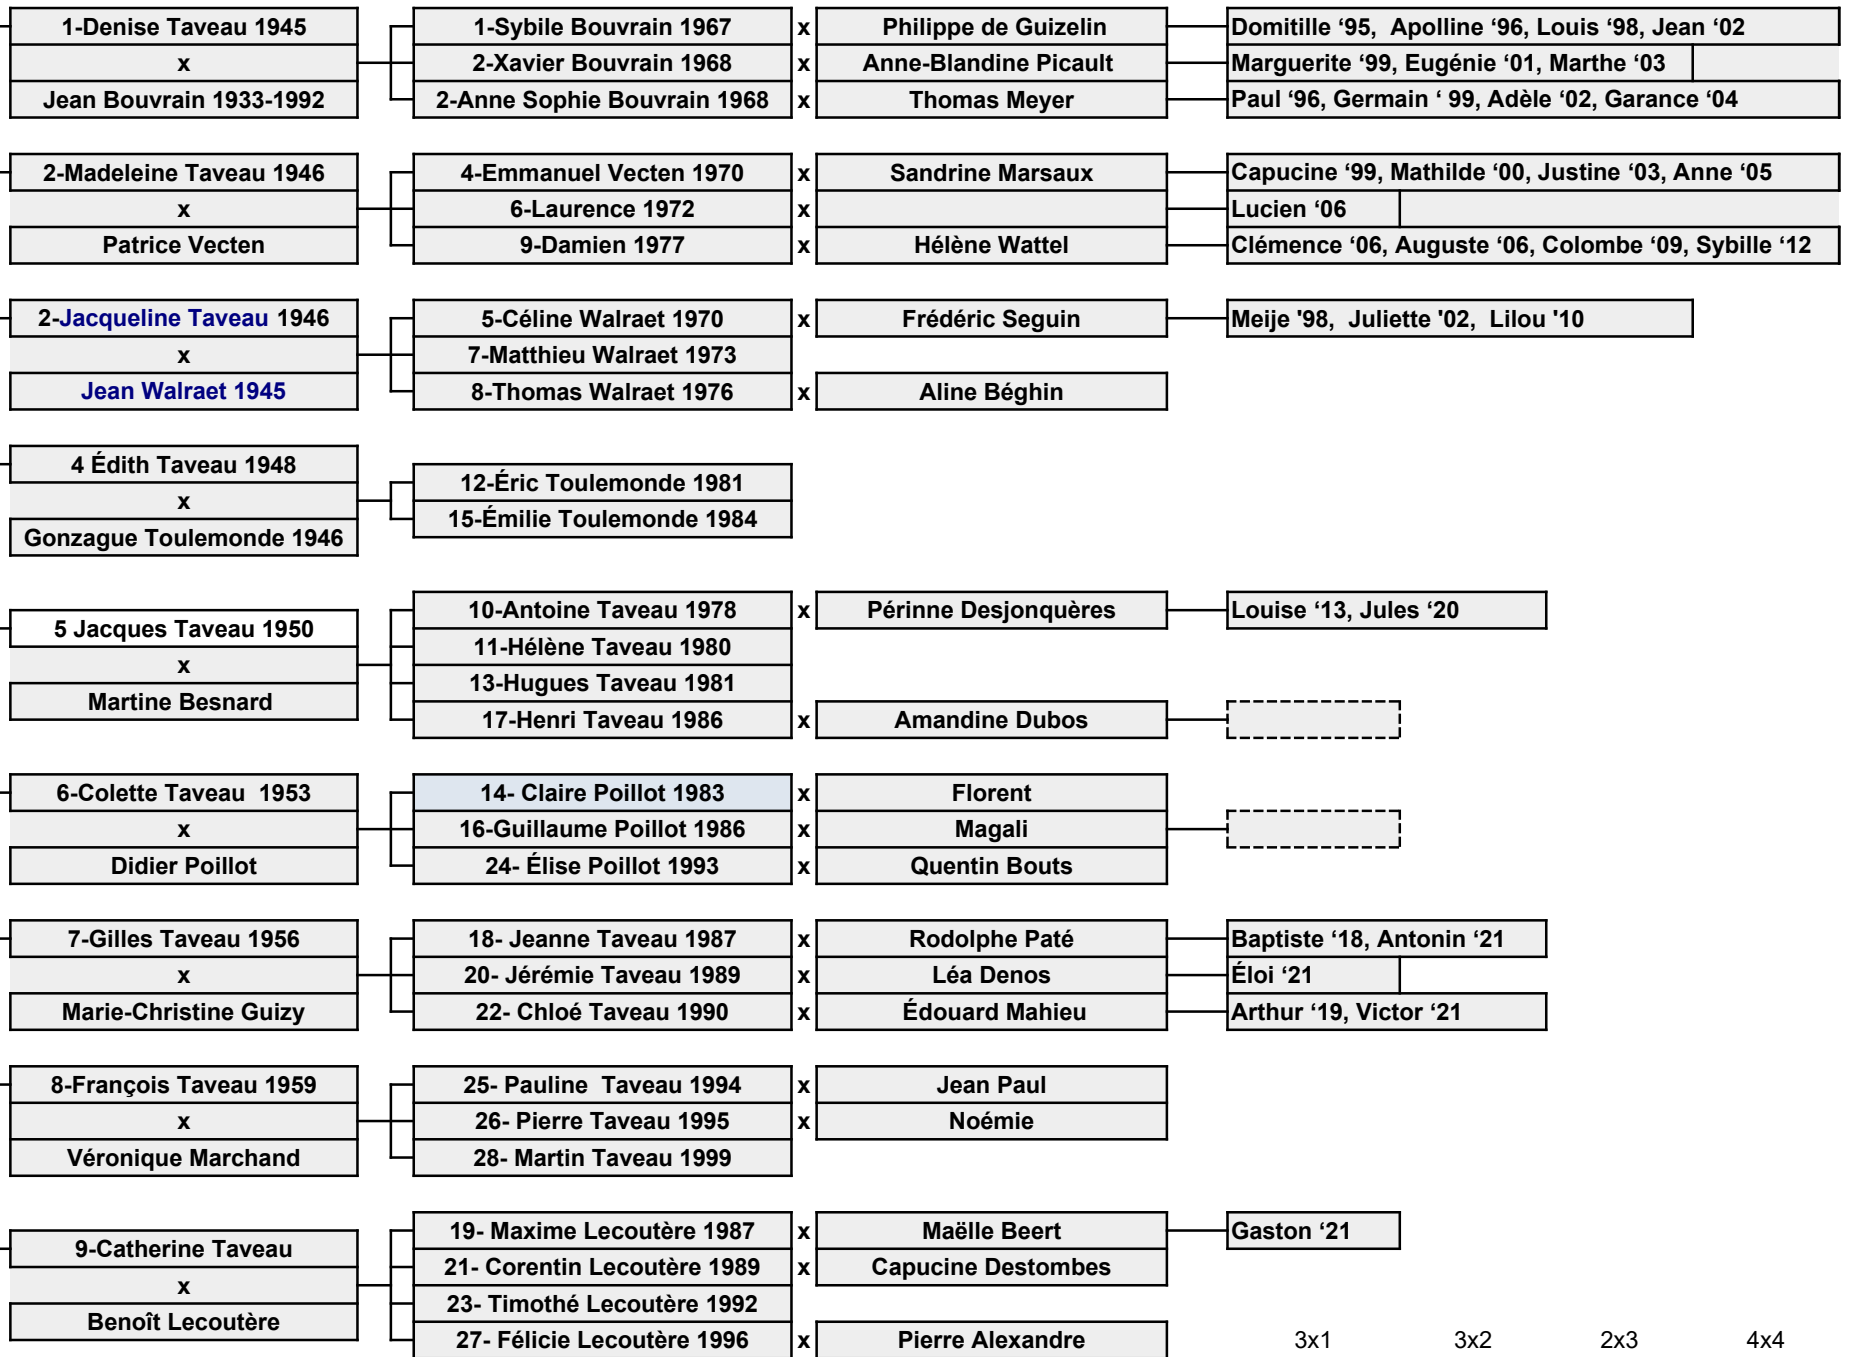 1-Denise Taveau 1945
x
Jean Bouvrain 1933-1992
1-Sybile Bouvrain 1967 x Philippe de Guizelin Domitille ‘95, Apolline ‘96, Louis ‘98, Jean ‘02
2-Xavier Bouvrain 1968 x Anne-Blandine Picault Marguerite ‘99, Eugénie ‘01, Marthe ‘03
2-Anne Sophie Bouvrain 1968 x Thomas Meyer Paul ‘96, Germain ‘ 99, Adèle ‘02, Garance ‘04
2-Madeleine Taveau 1946
x
Patrice Vecten
4-Emmanuel Vecten 1970 x Sandrine Marsaux Capucine ‘99, Mathilde ‘00, Justine ‘03, Anne ‘05
6-Laurence 1972 x Lucien ‘06
9-Damien 1977 x Hélène Wattel Clémence ‘06, Auguste ‘06, Colombe ‘09, Sybille ‘12
2-Jacqueline Taveau 1946
x
Jean Walraet 1945
5-Céline Walraet 1970 x Frédéric Seguin Meije '98, Juliette '02, Lilou '10
7-Matthieu Walraet 1973
8-Thomas Walraet 1976 x Aline Béghin
4 Édith Taveau 1948
x
Gonzague Toulemonde 1946
12-Éric Toulemonde 1981
15-Émilie Toulemonde 1984
5 Jacques Taveau 1950
x
Martine Besnard
10-Antoine Taveau 1978 x Périnne Desjonquères Louise ‘13, Jules ‘20
11-Hélène Taveau 1980
13-Hugues Taveau 1981
17-Henri Taveau 1986 x Amandine Dubos
6-Colette Taveau 1953
x
Didier Poillot
14- Claire Poillot 1983 x Florent
16-Guillaume Poillot 1986 x Magali
24- Élise Poillot 1993 x Quentin Bouts
7-Gilles Taveau 1956
x
Marie-Christine Guizy
18- Jeanne Taveau 1987 x Rodolphe Paté Baptiste ‘18, Antonin ‘21
20- Jérémie Taveau 1989 x Léa Denos Éloi ‘21
22- Chloé Taveau 1990 x Édouard Mahieu Arthur ‘19, Victor ‘21
8-François Taveau 1959
x
Véronique Marchand
25- Pauline Taveau 1994 x Jean Paul
26- Pierre Taveau 1995 x Noémie
28- Martin Taveau 1999
9-Catherine Taveau
x
Benoît Lecoutère
19- Maxime Lecoutère 1987 x Maëlle Beert Gaston ‘21
21- Corentin Lecoutère 1989 x Capucine Destombes
23- Timothé Lecoutère 1992
27- Félicie Lecoutère 1996 x Pierre Alexandre
3x1 3x2 2x3 4x4